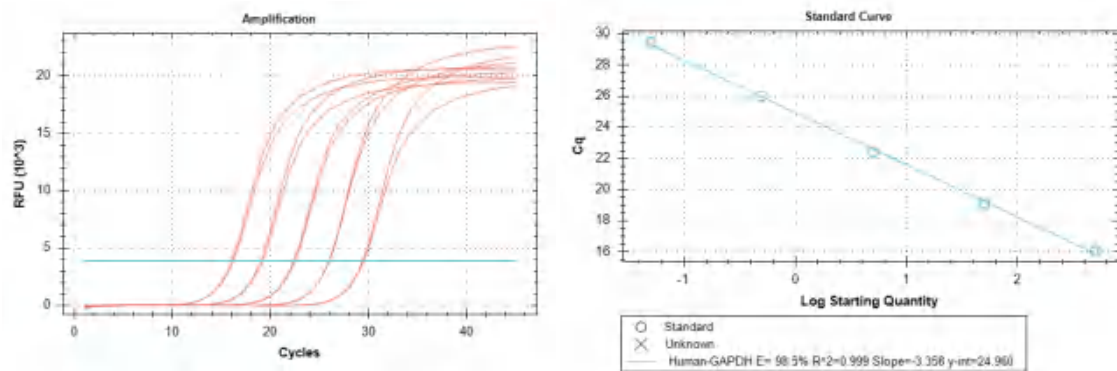 Amplification
RFU (10^3)
20
15
10
5
0
0
10
20
30
40
Cycles
Standard Curve
Cq
30
28
26
24
22
20
18
16
-1
0
1
2
Log Starting Quantity
Standard
Unknown
Human-GAPDH E= 98.6% R^2=0.999 Slope=-3.356 y-int=24.960